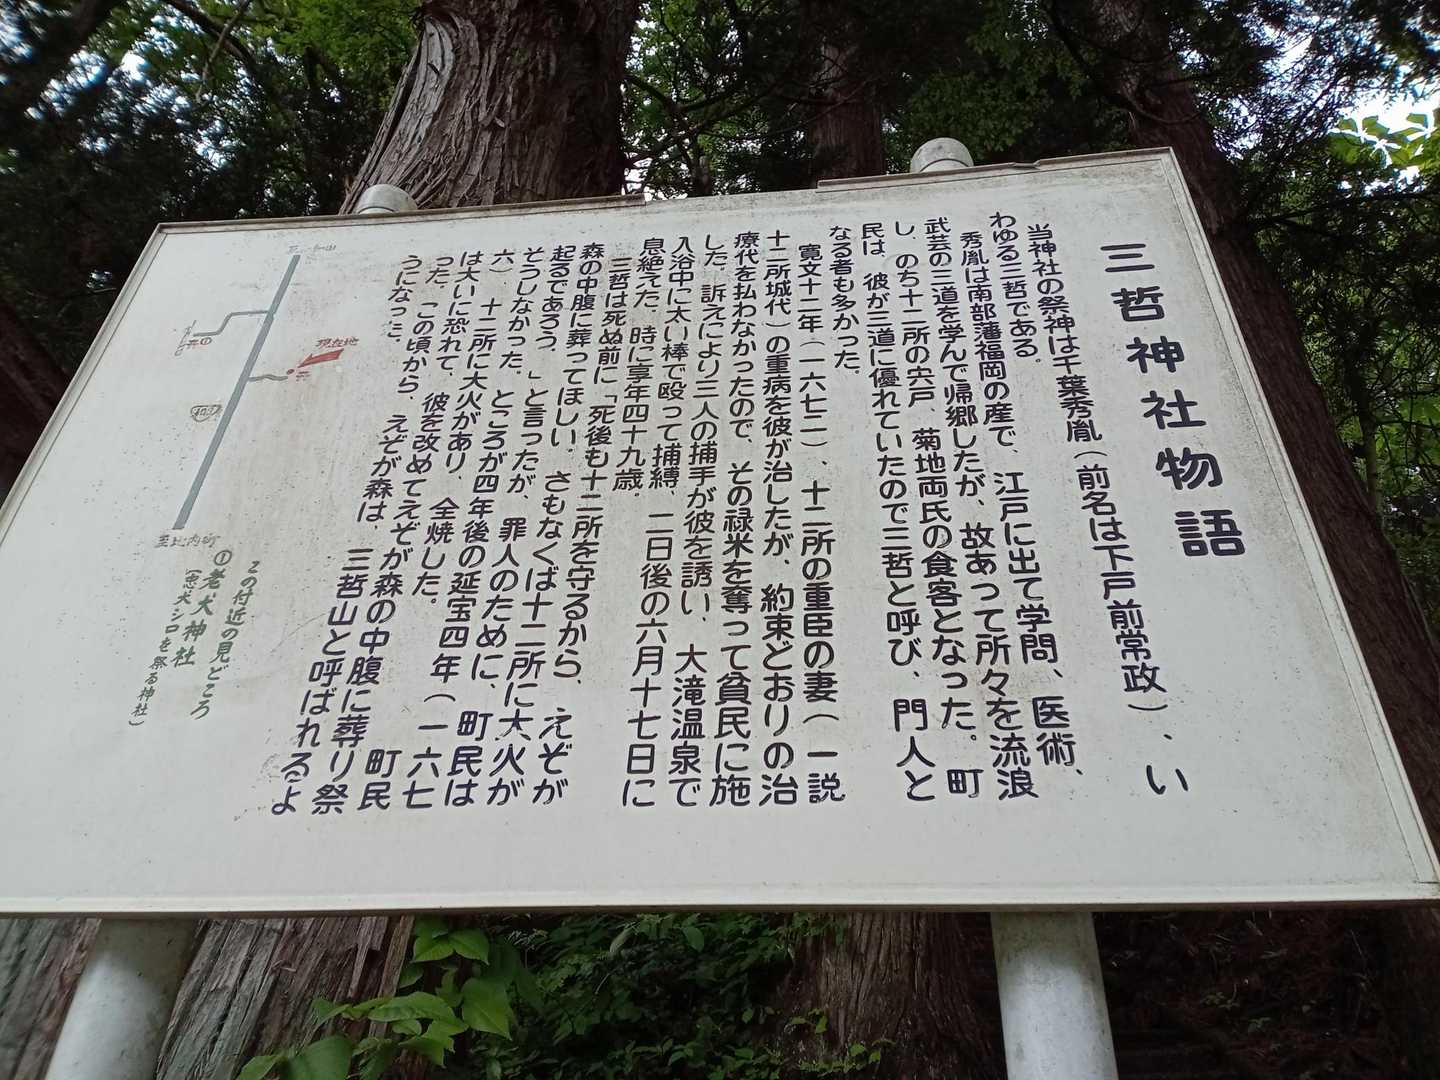 三哲神社物語
当神社の祭神は千葉秀胤(前名は下戸前常政)、い
わゆる三哲である。
秀胤は南部藩福岡の産で、江戸に出て学問、医術、
武芸の三道を学んで帰郷したが、故あって所々を流浪
し、のち十二所の宍戸、菊地両氏の食客となった。町
民は、彼が三道に優れていたので三哲と呼び、門人と
なる者も多かった。
寛文十二年(一六七二)、十二所の重臣の妻(一説
十二所城代)の重病を彼が治したが、約束どおりの治
療代を払わなかったので、その禄米を奪って貧民に施
した。訴えにより三人の捕手が彼を誘い、大滝温泉で
入浴中に太い棒で殴って捕縛、二日後の六月十七日に
息絶えた。時に享年四十九歳。
三哲は死ぬ前に「死後も十二所を守るから、えぞが
森の中腹に葬ってほしい。さもなくば十二所に大火が
起るであろう。」と言ったが、罪人のために、町民は
そうしなかった。ところが四年後の延宝四年(一六七
六)十二所に大火があり、全焼した。町民
は大いに恐れて、彼を改めてえぞが森の中腹に葬り祭
った。この頃から、えぞが森は、三哲山と呼ばれるよ
うになった。
現在地
至比内町
この付近の見どころ
①老犬神社
(忠犬シロを祭る神社)